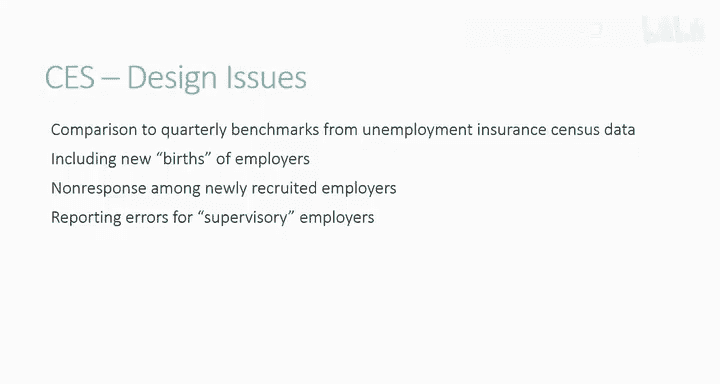 CES – Design Issues
Comparison to quarterly benchmarks from unemployment insurance census data
Including new “births” of employers
Nonresponse among newly recruited employers
Reporting errors for “supervisory” employers